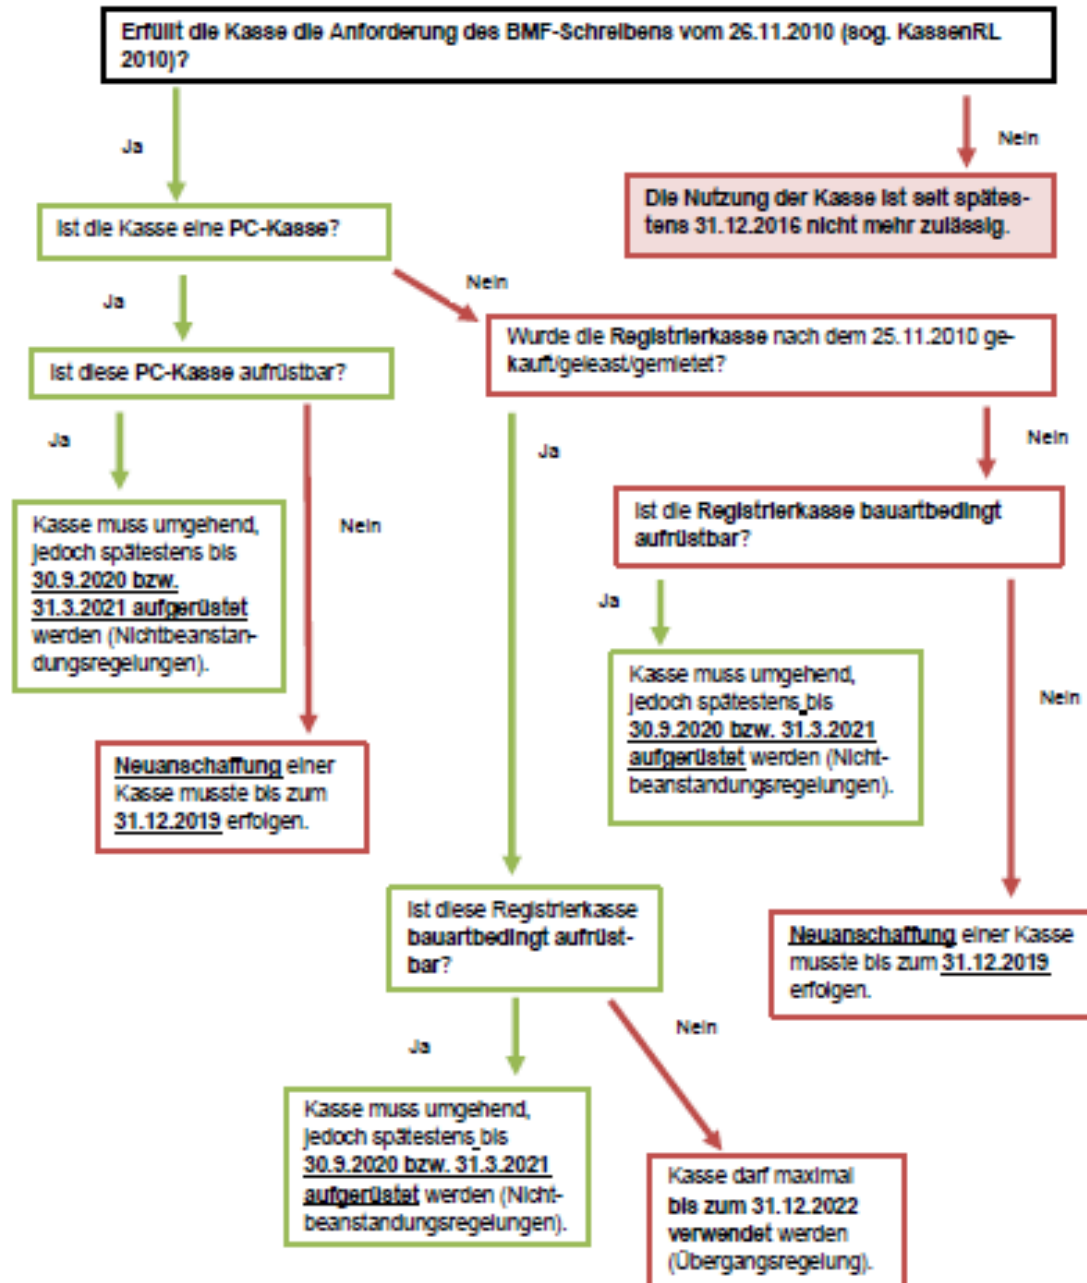 Erfüllt die Kasse die Anforderung des BMF-Schreibens vom 26.11.2010 (sog. KassenRL
2010)?
Ja
Nein
Die Nutzung der Kasse ist seit spätes-
tens 31.12.2016 nicht mehr zulässig.
Ist die Kasse eine PC-Kasse?
Ja
Nein
Wurde die Registrierkasse nach dem 25.11.2010 ge-
kauft/geleast/gemietet?
Ist diese PC-Kasse aufrüstbar?
Ja
Nein
Ja
Nein
Kasse muss umgehend,
jedoch spätestens bis
30.9.2020 bzw.
31.3.2021 aufgerüstet
werden (Nichtbeanstan-
dungsregelungen).
Ist die Registrierkasse bauartbedingt
aufrüstbar?
Ja
Nein
Kasse muss umgehend,
jedoch spätestens bis
30.9.2020 bzw. 31.3.2021
aufgerüstet werden (Nicht-
beanstandungsregelungen).
Neuanschaffung einer
Kasse musste bis zum
31.12.2019 erfolgen.
Ist diese Registrierkasse
bauartbedingt aufrüst-
bar?
Neuanschaffung einer Kasse
musste bis zum 31.12.2019
erfolgen.
Ja
Nein
Kasse muss umgehend,
jedoch spätestens bis
30.9.2020 bzw. 31.3.2021
aufgerüstet werden (Nicht-
beanstandungsregelungen).
Kasse darf maximal
bis zum 31.12.2022
verwendet werden
(Übergangsregelung).